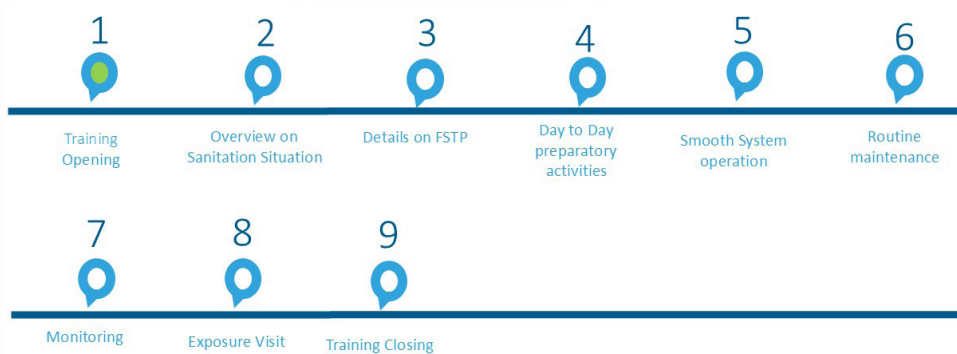 1 2 3 4 5 6
Training
Opening
Overview on
Sanitation Situation
Details on FSTP
Day to Day
preparatory
activities
Smooth System
operation
Routine
maintenance
7 8 9
Monitoring
Exposure Visit
Training Closing